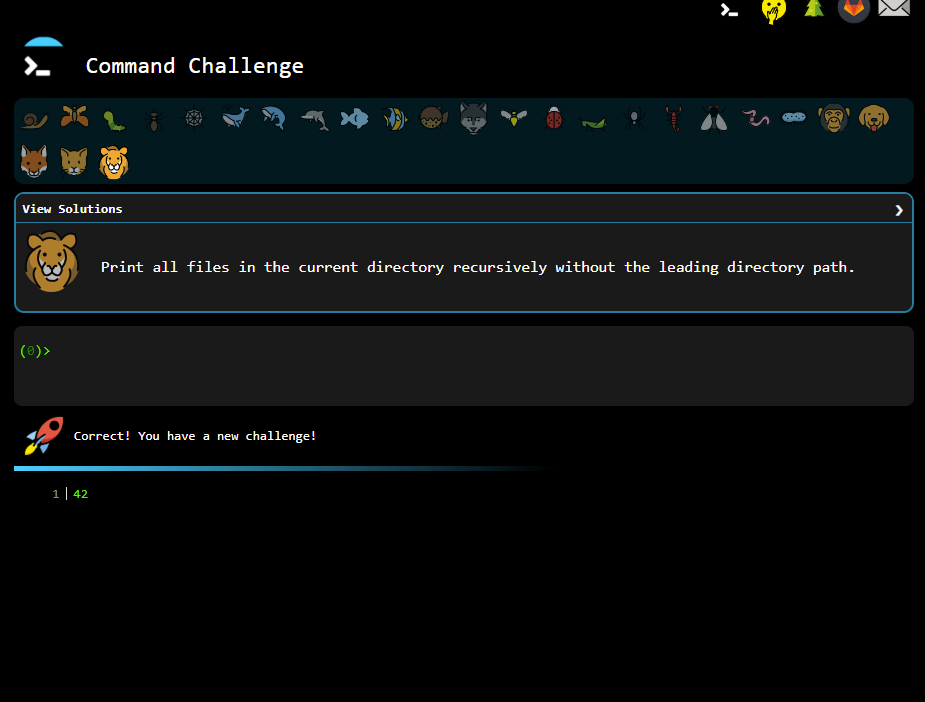 Command Challenge
View Solutions
Print all files in the current directory recursively without the leading directory path.
(0)>
Correct! You have a new challenge!
1 42